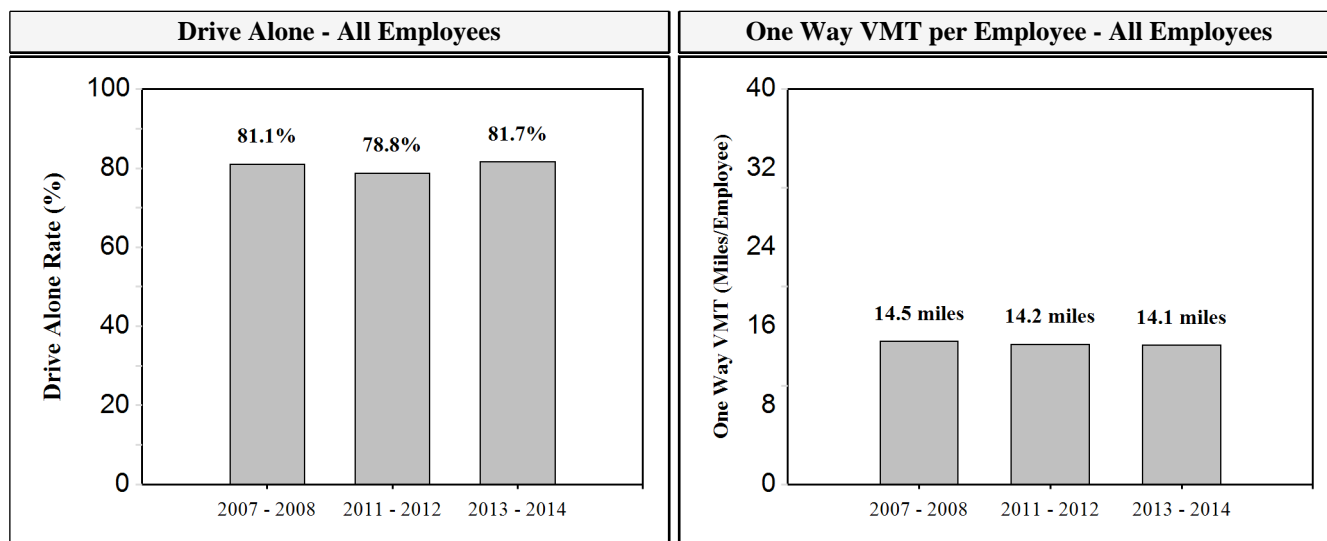 Drive Alone - All Employees
One Way VMT per Employee - All Employees
Drive Alone Rate (%)
100
80
60
40
20
0
81.1%
78.8%
81.7%
2007 - 2008
2011 - 2012
2013 - 2014
One Way VMT (Miles/Employee)
40
32
24
16
8
0
14.5 miles
14.2 miles
14.1 miles
2007 - 2008
2011 - 2012
2013 - 2014